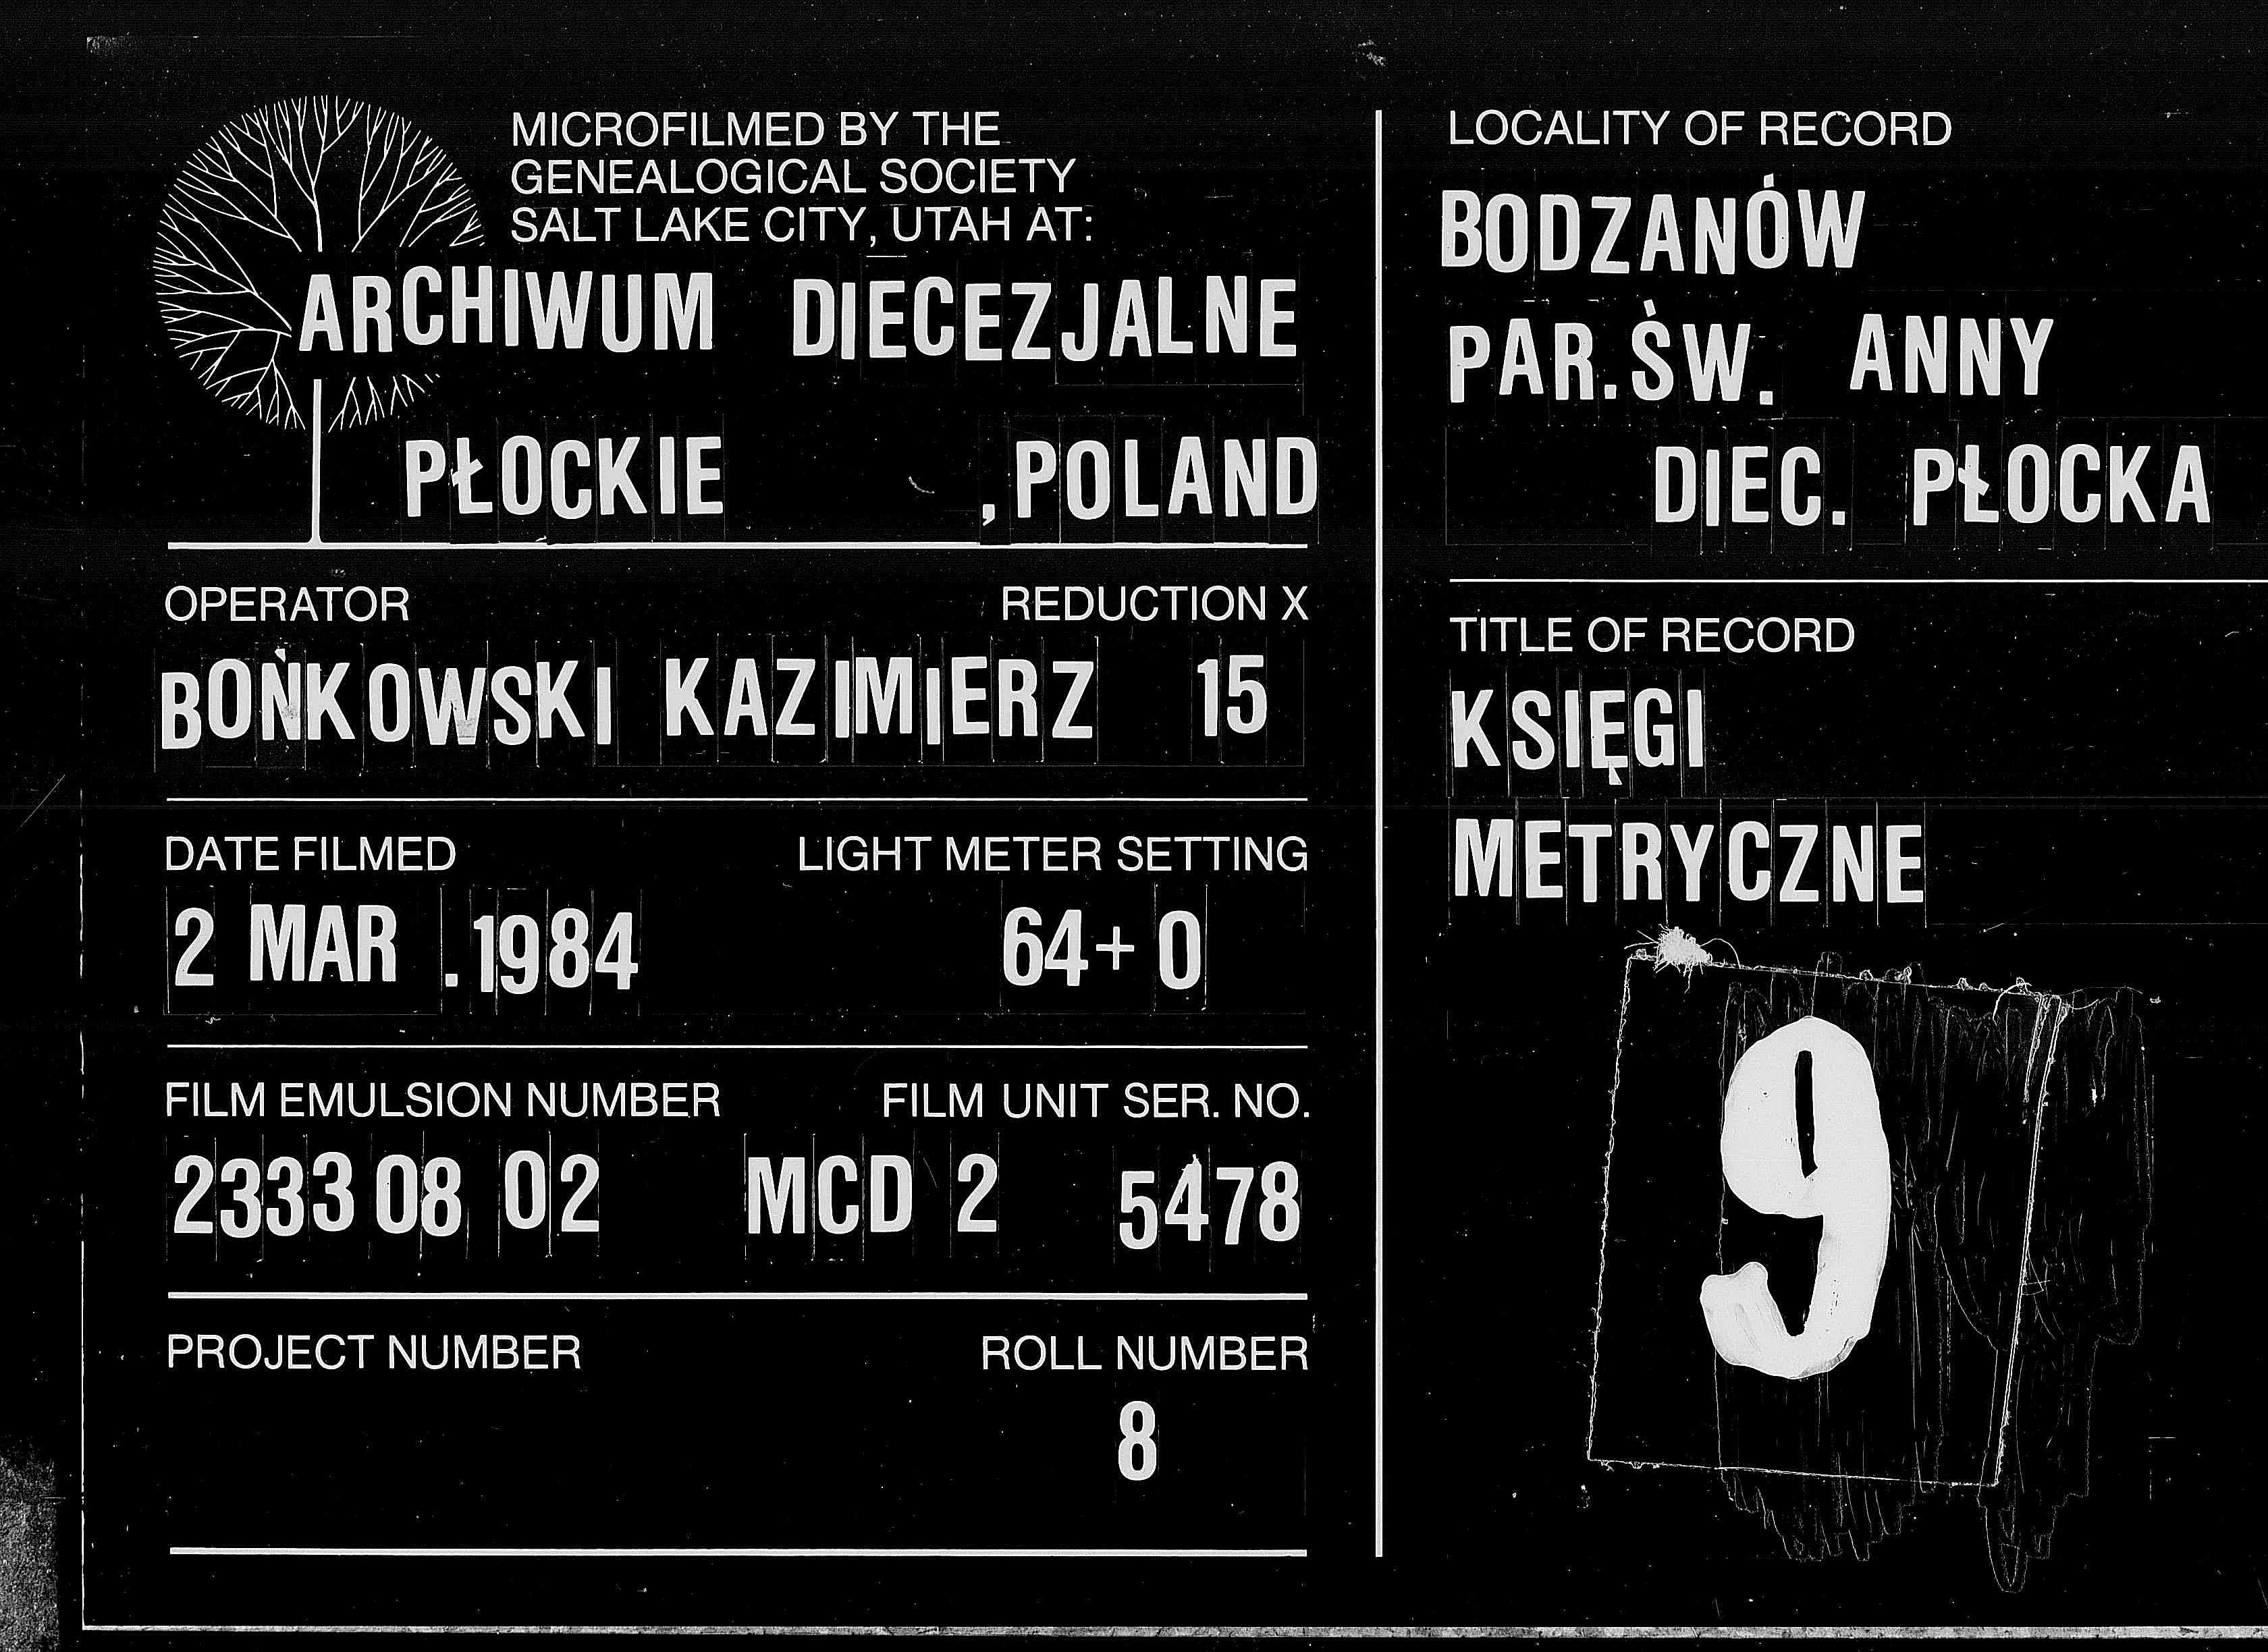 MICROFILMED BY THE
GENEALOGICAL SOCIETY
SALT LAKE CITY, UTAH AT:
ARCHIWUM DIECEZJALNE
PŁOCKIE , POLAND
OPERATOR REDUCTION X
BOŃKOWSKI KAZIMIERZ 15
DATE FILMED LIGHT METER SETTING
2 MAR . 1984 64+ 0
FILM EMULSION NUMBER FILM UNIT SER. NO.
2333 08 02 MCD 2 5478
PROJECT NUMBER ROLL NUMBER
8
LOCALITY OF RECORD
BODZANÓW
PAR.ŚW. ANNY
DIEC. PŁOCKA
TITLE OF RECORD
KSIĘGI
METRYCZNE
9